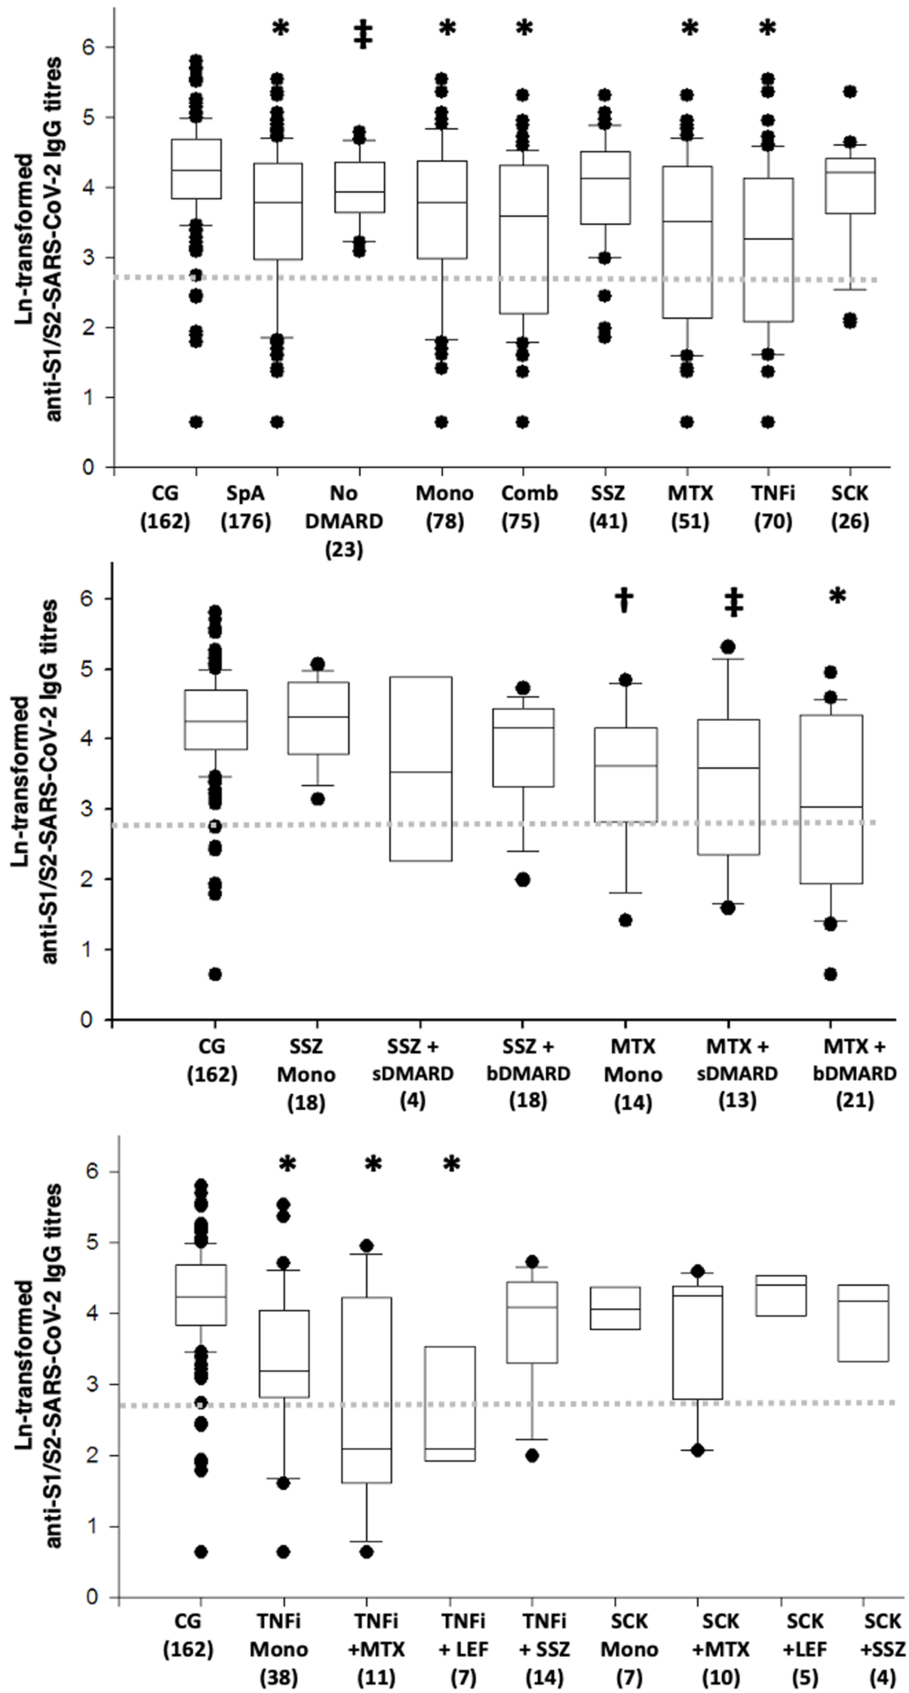 Ln-transformed
anti-S1/S2-SARS-CoV-2 IgG titres
6
5
4
3
2
1
0
* ‡ * * * *
CG SpA No Mono Comb SSZ MTX TNFi SCK
(162) (176) DMARD (78) (75) (41) (51) (70) (26)
(23)
Ln-transformed
anti-S1/S2-SARS-CoV-2 IgG titres
6
5
4
3
2
1
0
† ‡ *
CG SSZ SSZ + SSZ + MTX MTX + MTX +
(162) Mono sDMARD bDMARD Mono sDMARD bDMARD
(18) (4) (18) (14) (13) (21)
Ln-transformed
anti-S1/S2-SARS-CoV-2 IgG titres
6
5
4
3
2
1
0
* * *
CG TNFi TNFi TNFi TNFi SCK SCK SCK SCK
(162) Mono +MTX + LEF + SSZ Mono +MTX +LEF +SSZ
(38) (11) (7) (14) (7) (10) (5) (4)